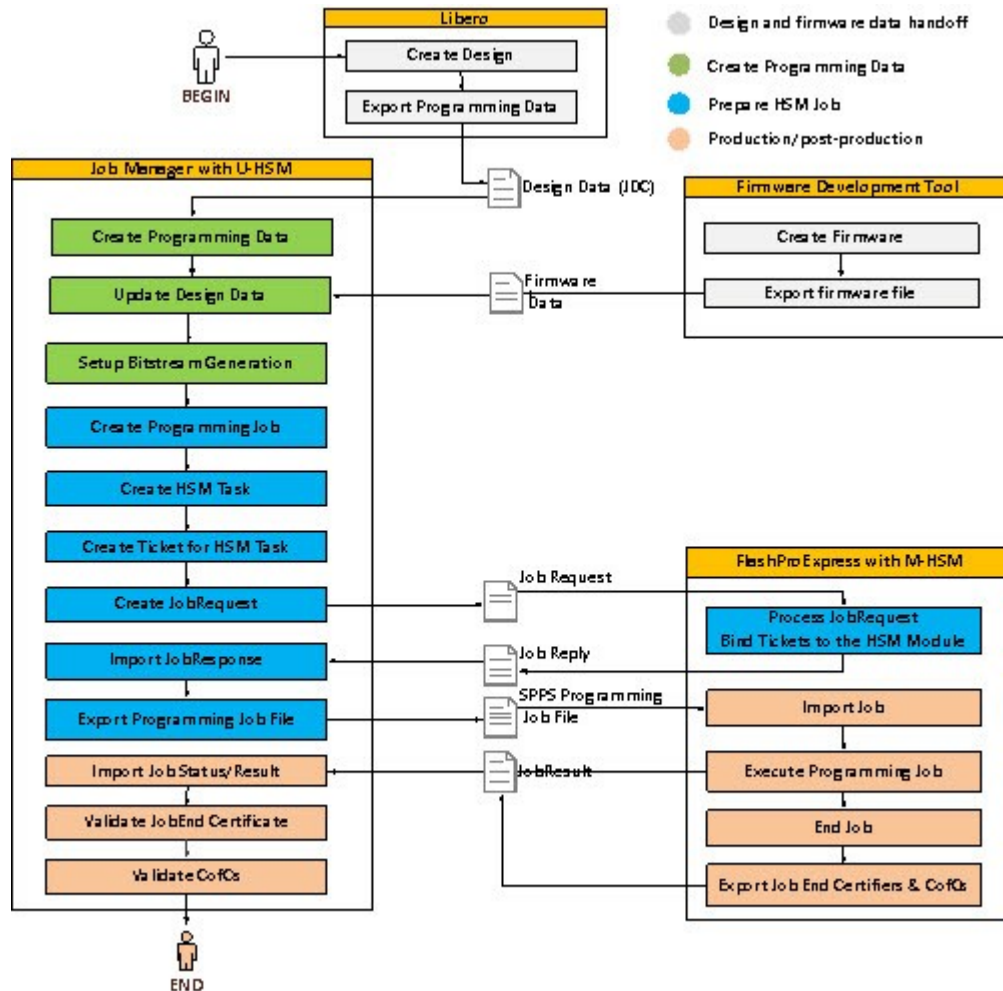 Libero
Create Design
Export Programming Data
BEGIN
Design and firmware data handoff
Create Programming Data
Prepare HSM Job
Production/post-production
Job Manager with U-HSM
Design Data (JDC)
Create Programming Data
Update Design Data
Setup Bitstream Generation
Create Programming Job
Create HSM Task
Create Ticket for HSM Task
Create JobRequest
Import JobResponse
Export Programming Job File
Import Job Status/Result
Validate JobEnd Certificate
Validate CofCs
END
Firmware Development Tool
Create Firmware
Export firmware file
Firmware
Data
Job Request
Job Reply
SPPS Programming
Job File
JobResult
FlashProExpress with M-HSM
Process JobRequest
Bind Tickets to the HSM Module
Import Job
Execute Programming Job
End Job
Export Job End Certifiers & CofCs